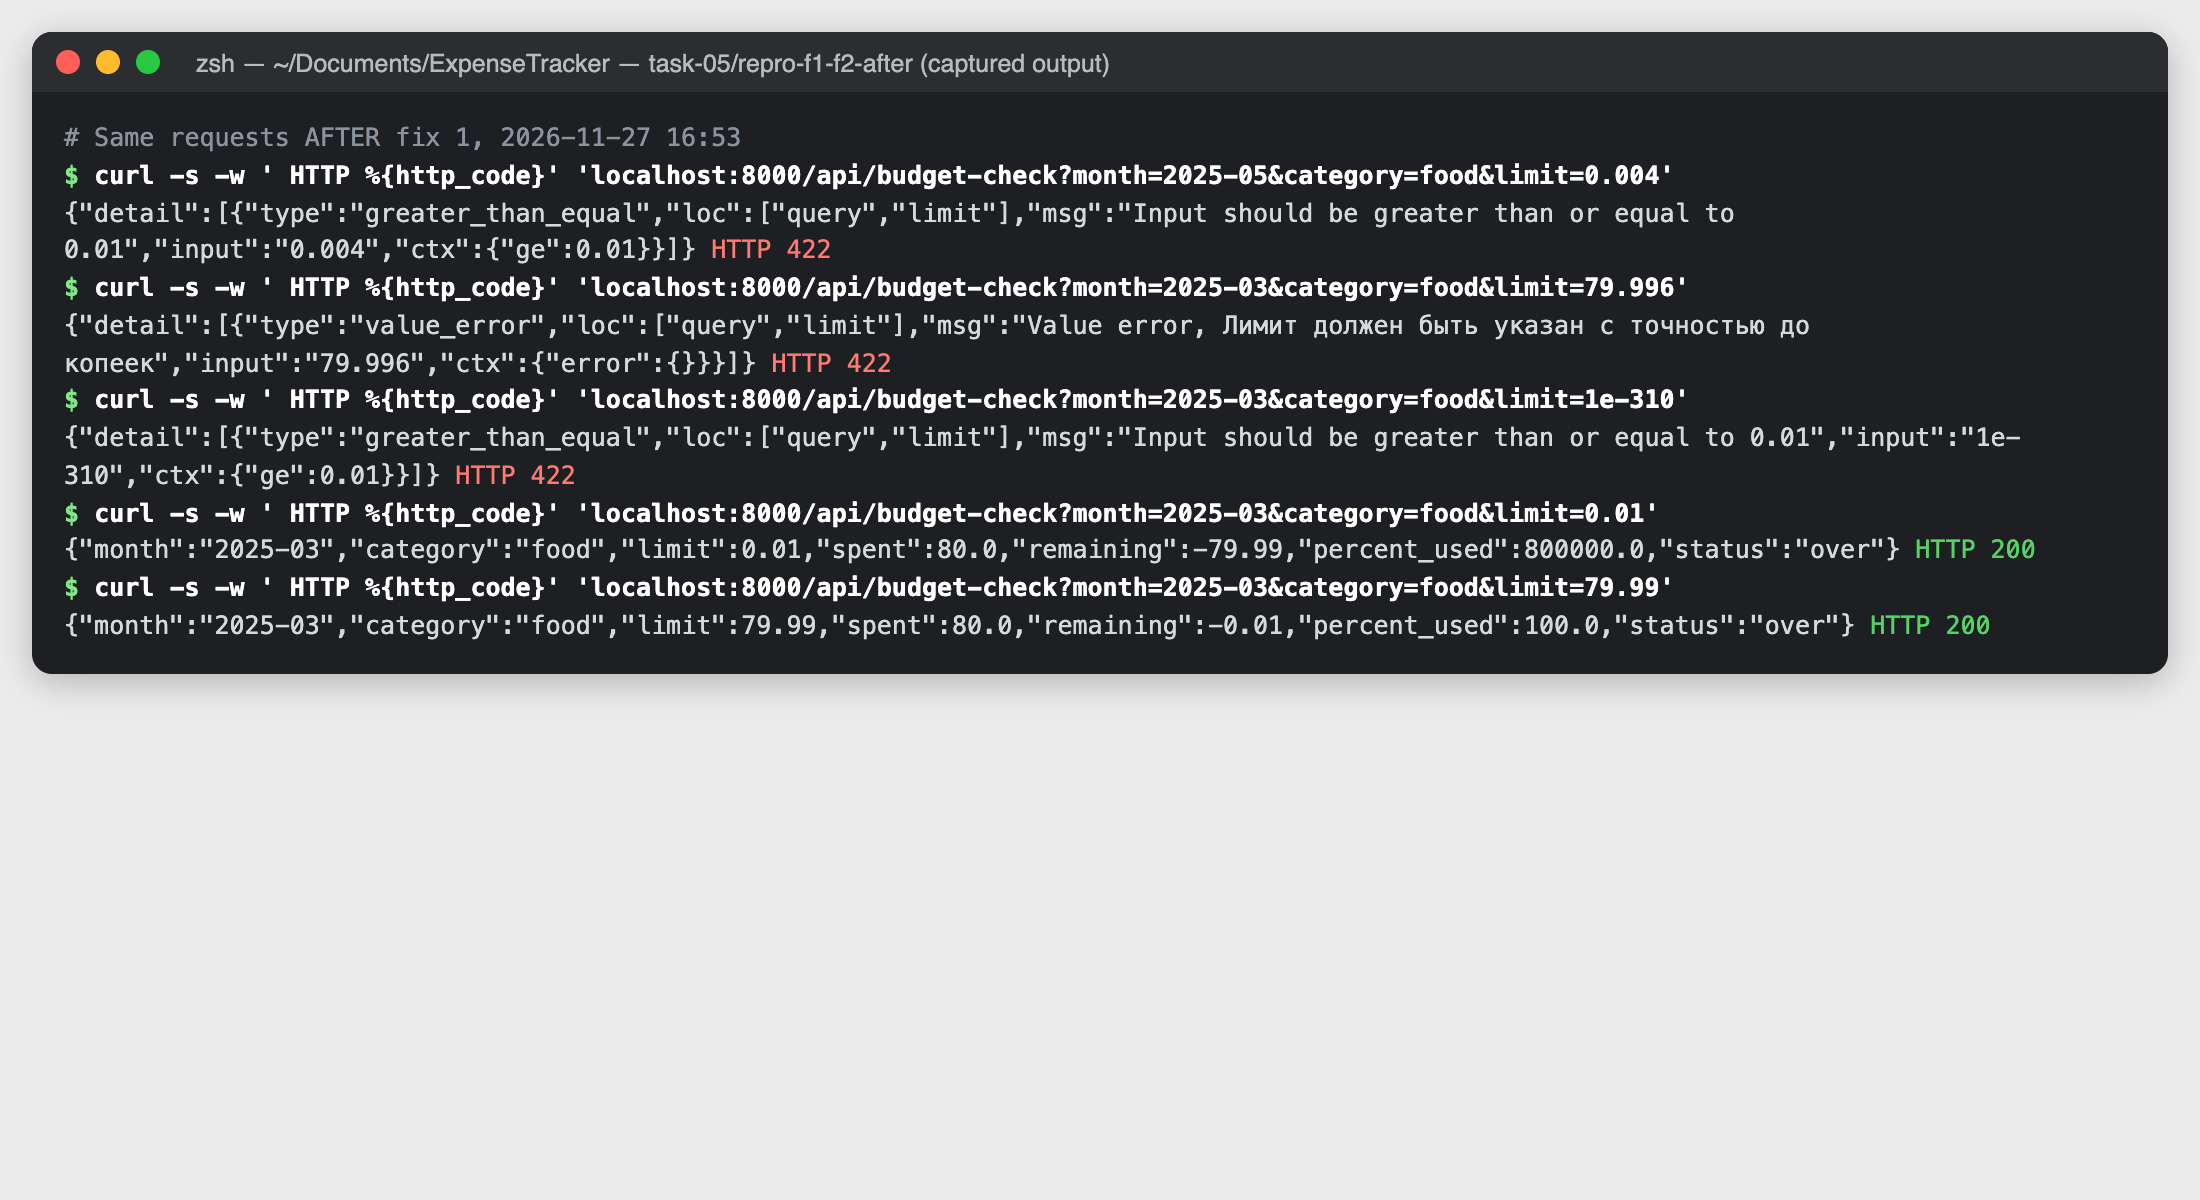 zsh — ~/Documents/ExpenseTracker — task-05/repro-f1-f2-after (captured output)
# Same requests AFTER fix 1, 2026-11-27 16:53
$ curl -s -w ' HTTP %{http_code}' 'localhost:8000/api/budget-check?month=2025-05&category=food&limit=0.004'
{"detail":[{"type":"greater_than_equal","loc":["query","limit"],"msg":"Input should be greater than or equal to
0.01","input":"0.004","ctx":{"ge":0.01}}]} HTTP 422
$ curl -s -w ' HTTP %{http_code}' 'localhost:8000/api/budget-check?month=2025-03&category=food&limit=79.996'
{"detail":[{"type":"value_error","loc":["query","limit"],"msg":"Value error, Лимит должен быть указан с точностью до
копеек","input":"79.996","ctx":{"error":{}}}]} HTTP 422
$ curl -s -w ' HTTP %{http_code}' 'localhost:8000/api/budget-check?month=2025-03&category=food&limit=1e-310'
{"detail":[{"type":"greater_than_equal","loc":["query","limit"],"msg":"Input should be greater than or equal to 0.01","input":"1e-
310","ctx":{"ge":0.01}}]} HTTP 422
$ curl -s -w ' HTTP %{http_code}' 'localhost:8000/api/budget-check?month=2025-03&category=food&limit=0.01'
{"month":"2025-03","category":"food","limit":0.01,"spent":80.0,"remaining":-79.99,"percent_used":800000.0,"status":"over"} HTTP 200
$ curl -s -w ' HTTP %{http_code}' 'localhost:8000/api/budget-check?month=2025-03&category=food&limit=79.99'
{"month":"2025-03","category":"food","limit":79.99,"spent":80.0,"remaining":-0.01,"percent_used":100.0,"status":"over"} HTTP 200